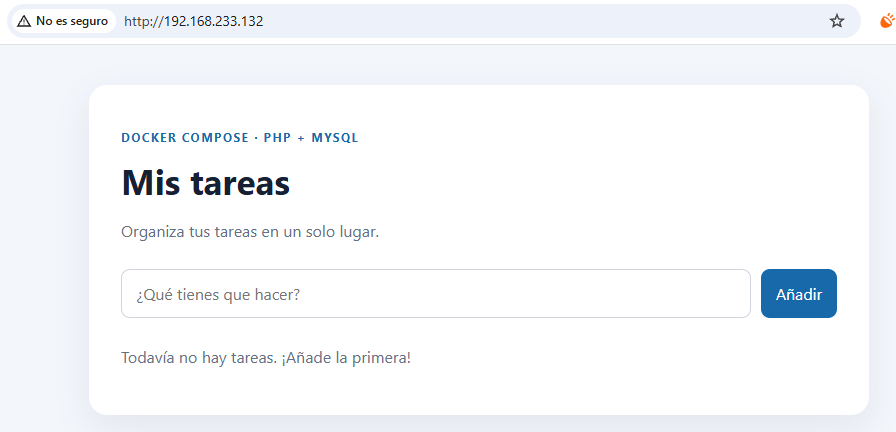 No es seguro http://192.168.233.132
DOCKER COMPOSE · PHP + MYSQL
Mis tareas
Organiza tus tareas en un solo lugar.
¿Qué tienes que hacer? Añadir
Todavía no hay tareas. ¡Añade la primera!